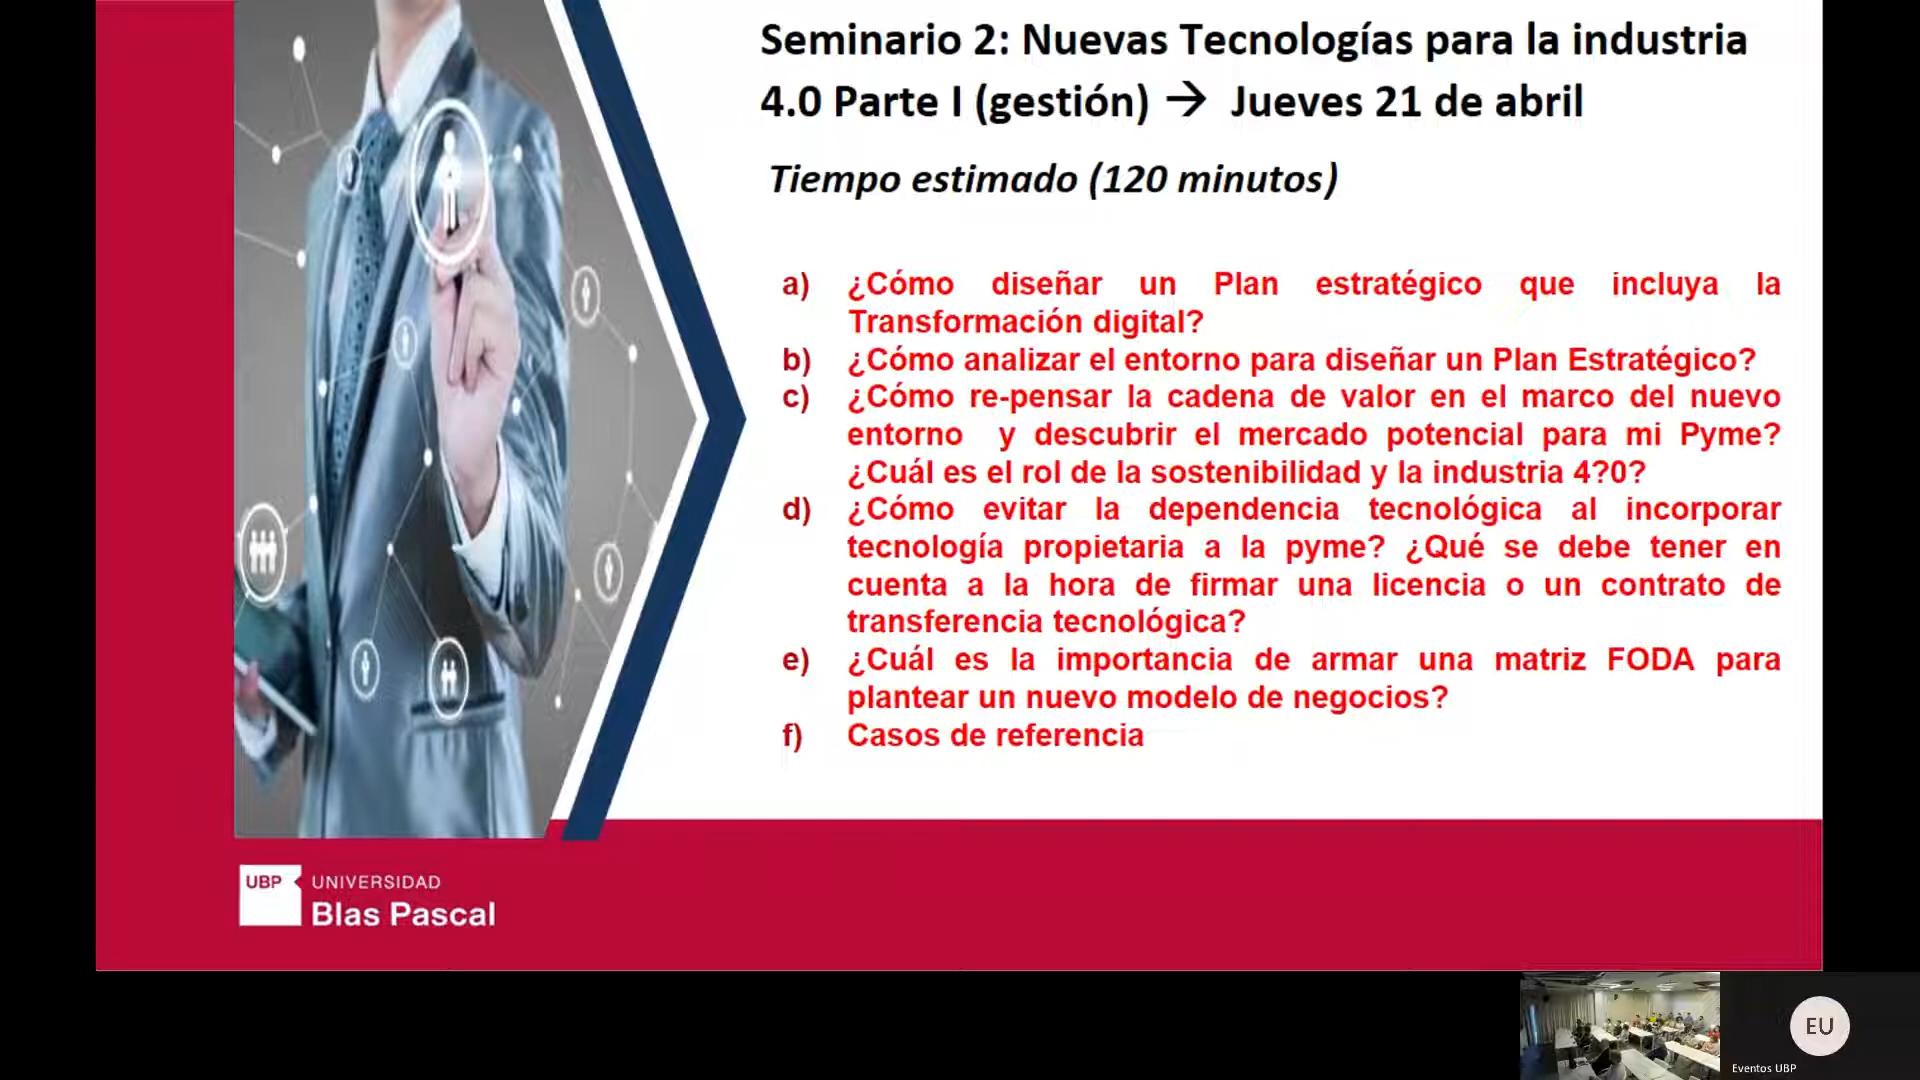 Seminario 2: Nuevas Tecnologías para la industria
4.0 Parte I (gestión) → Jueves 21 de abril
Tiempo estimado (120 minutos)
a) ¿Cómo diseñar un Plan estratégico que incluya la
Transformación digital?
b) ¿Cómo analizar el entorno para diseñar un Plan Estratégico?
c) ¿Cómo re-pensar la cadena de valor en el marco del nuevo
entorno y descubrir el mercado potencial para mi Pyme?
¿Cuál es el rol de la sostenibilidad y la industria 4?0?
d) ¿Cómo evitar la dependencia tecnológica al incorporar
tecnología propietaria a la pyme? ¿Qué se debe tener en
cuenta a la hora de firmar una licencia o un contrato de
transferencia tecnológica?
e) ¿Cuál es la importancia de armar una matriz FODA para
plantear un nuevo modelo de negocios?
f) Casos de referencia
UBP UNIVERSIDAD
Blas Pascal
EU
Eventos UBP